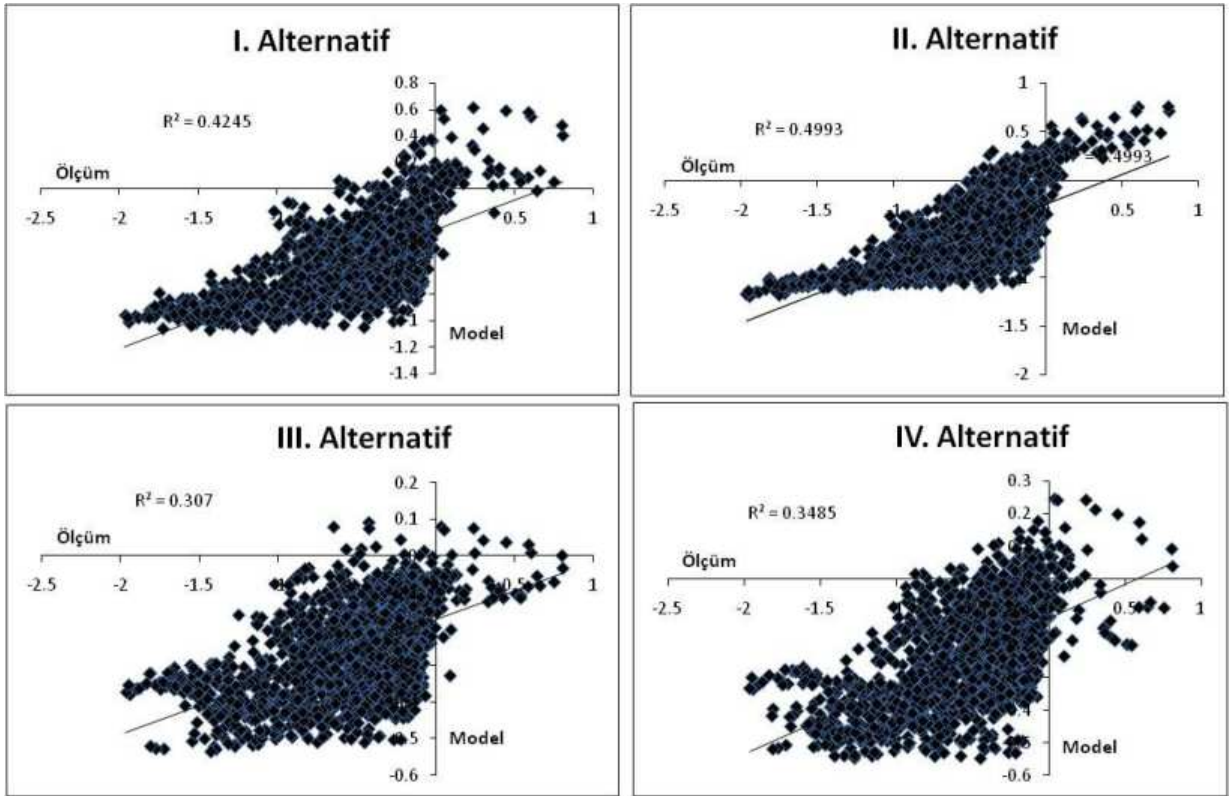 I. Alternatif
0.8
0.6
0.4
R² = 0.4245
Ölçüm
-2.5 -2 -1.5 0.5 1
-1
Model
-1.2
-1.4
II. Alternatif
1
0.5
R² = 0.4993
4993
Ölçüm
-2.5 -2 -1.5 -1 0.5 1
Model
-1.5
-2
III. Alternatif
0.2
0.1
R² = 0.307
Ölçüm
-2.5 -2 -1.5 0.5 1
Model
-0.6
IV. Alternatif
0.3
0.2
R² = 0.3485
Ölçüm
-2.5 -2 -1.5 -1 0.5 1
Model
-0.6